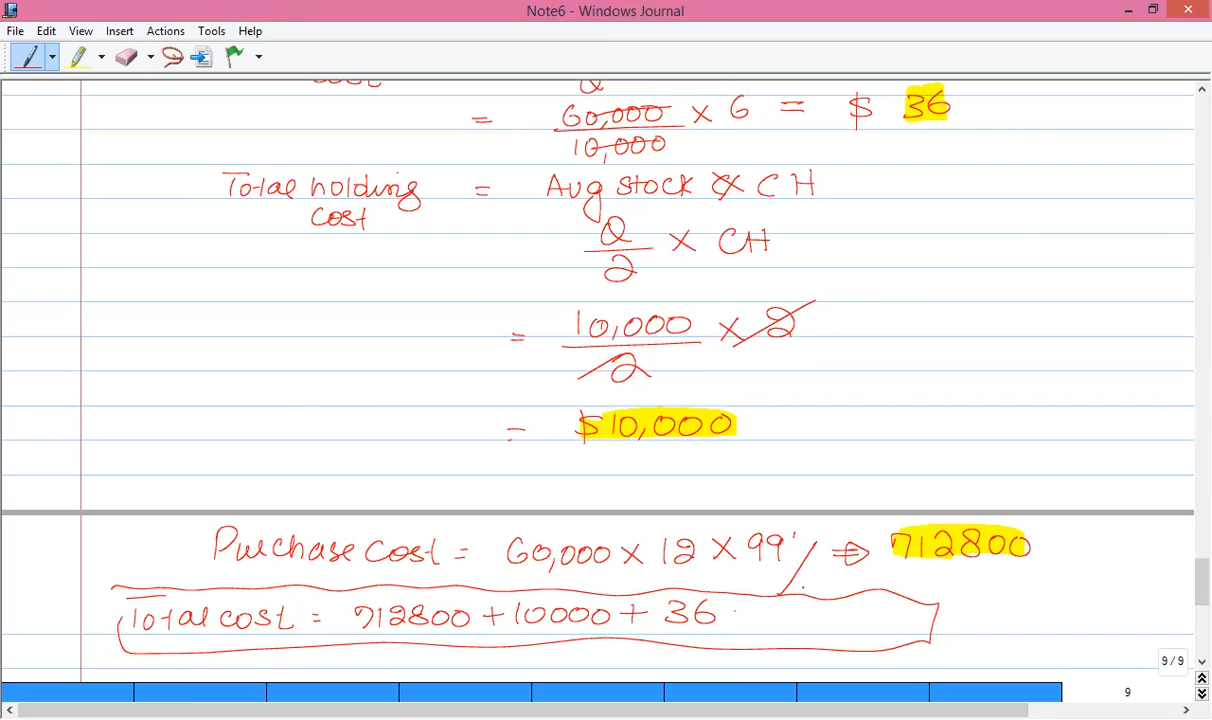 Note6 - Windows Journal
File Edit View Insert Actions Tools Help
Q
= 60,000 × 6 = $ 36
10,000
Total holding = Avg stock × CH
cost
Q × CH
2
= 10,000 × 2
2
= $10,000
Purchase cost = 60,000 × 12 × 99% ⇒ 712800
Total cost = 712800 + 10000 + 36
9 / 9
9